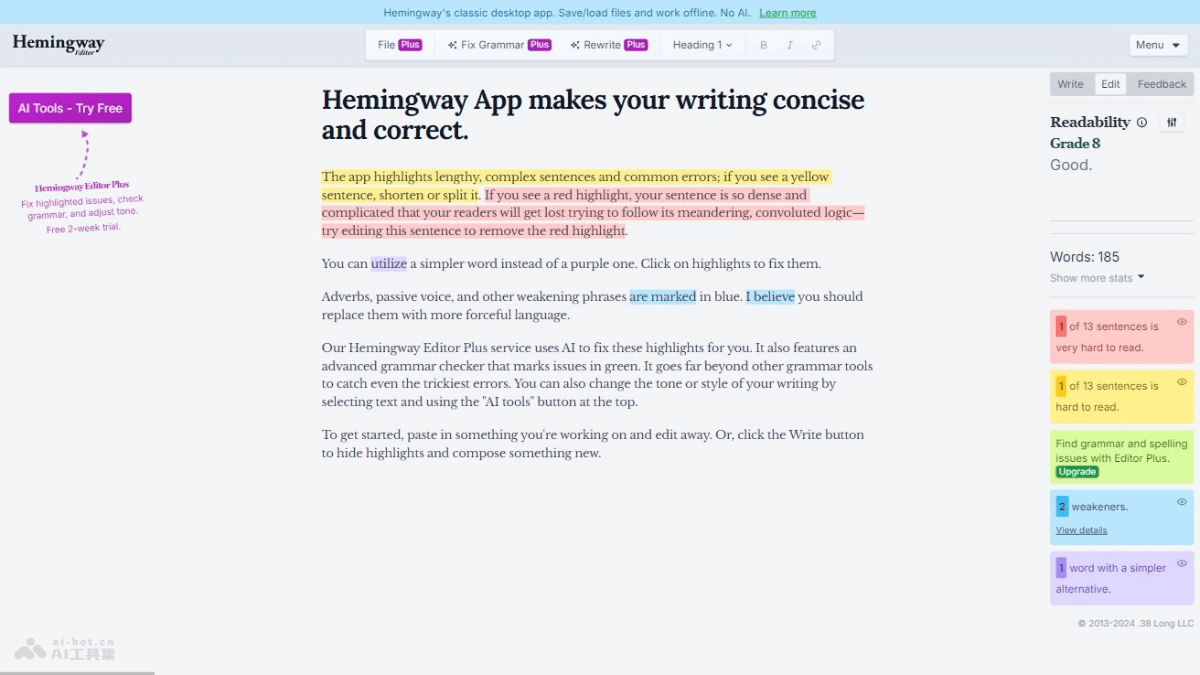 Hemingway's classic desktop app. Save/load files and work offline. No AI. Learn more
Hemingway
Editor
File Plus Fix Grammar Plus Rewrite Plus Heading 1 B I
Menu
AI Tools - Try Free
Hemingway Editor Plus
Fix highlighted issues, check
grammar, and adjust tone.
Free 2-week trial.
Hemingway App makes your writing concise
and correct.
The app highlights lengthy, complex sentences and common errors; if you see a yellow
sentence, shorten or split it. If you see a red highlight, your sentence is so dense and
complicated that your readers will get lost trying to follow its meandering, convoluted logic—
try editing this sentence to remove the red highlight.
You can utilize a simpler word instead of a purple one. Click on highlights to fix them.
Adverbs, passive voice, and other weakening phrases are marked in blue. I believe you should
replace them with more forceful language.
Our Hemingway Editor Plus service uses AI to fix these highlights for you. It also features an
advanced grammar checker that marks issues in green. It goes far beyond other grammar tools
to catch even the trickiest errors. You can also change the tone or style of your writing by
selecting text and using the "AI tools" button at the top.
To get started, paste in something you're working on and edit away. Or, click the Write button
to hide highlights and compose something new.
Write Edit Feedback
Readability
Grade 8
Good.
Words: 185
Show more stats
1 of 13 sentences is
very hard to read.
1 of 13 sentences is
hard to read.
Find grammar and spelling
issues with Editor Plus.
Upgrade
2 weakeners.
View details
1 word with a simpler
alternative.
© 2013-2024 .38 Long LLC
ai-bot.cn
AI工具集